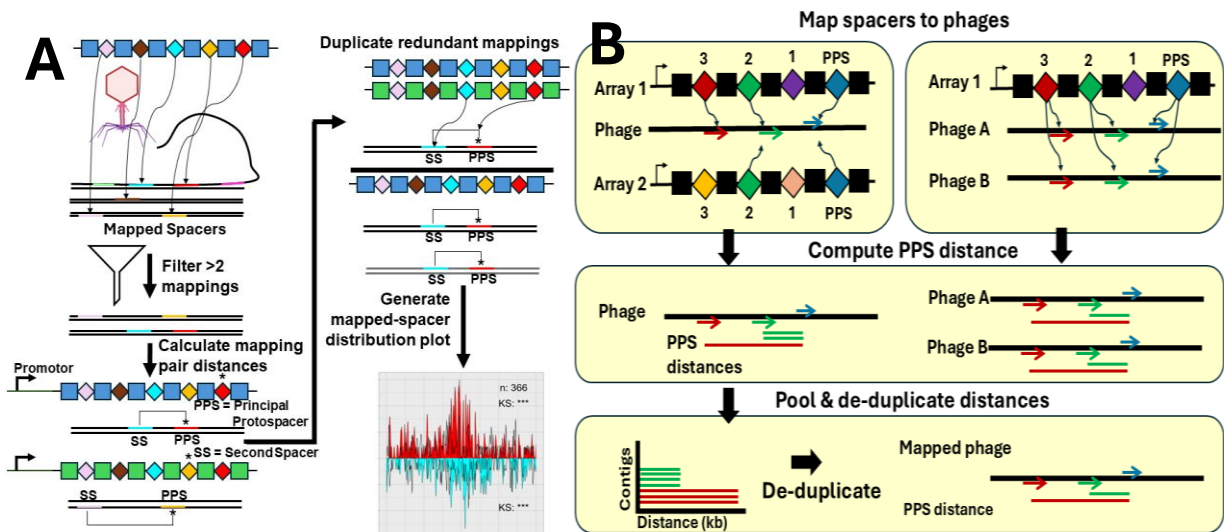 A
Mapped Spacers
Filter >2
mappings
Calculate mapping
pair distances
Promotor
*
PPS = Principal
Protospacer
*
SS
PPS
SS = Second Spacer
*
SS
PPS
*
Duplicate redundant mappings
*
SS
PPS
*
SS
PPS
*
SS
PPS
Generate
mapped-spacer
distribution plot
n: 366
KS: ***
KS: ***
B
Map spacers to phages
3
2
1
PPS
Array 1
Phage
Array 2
3
2
1
PPS
3
2
1
PPS
Array 1
Phage A
Phage B
Compute PPS distance
Phage
PPS
distances
Phage A
Phage B
Pool & de-duplicate distances
Contigs
Distance (kb)
De-duplicate
Mapped phage
PPS distance